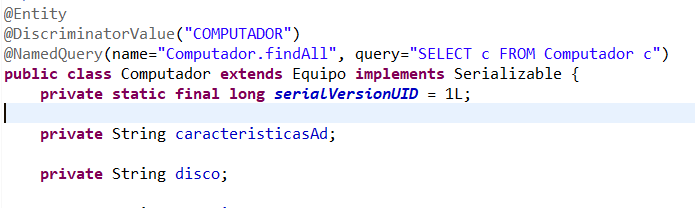 @Entity
@DiscriminatorValue("COMPUTADOR")
@NamedQuery(name="Computador.findAll", query="SELECT c FROM Computador c")
public class Computador extends Equipo implements Serializable {
    private static final long serialVersionUID = 1L;
    private String caracteristicasAd;
    private String disco;